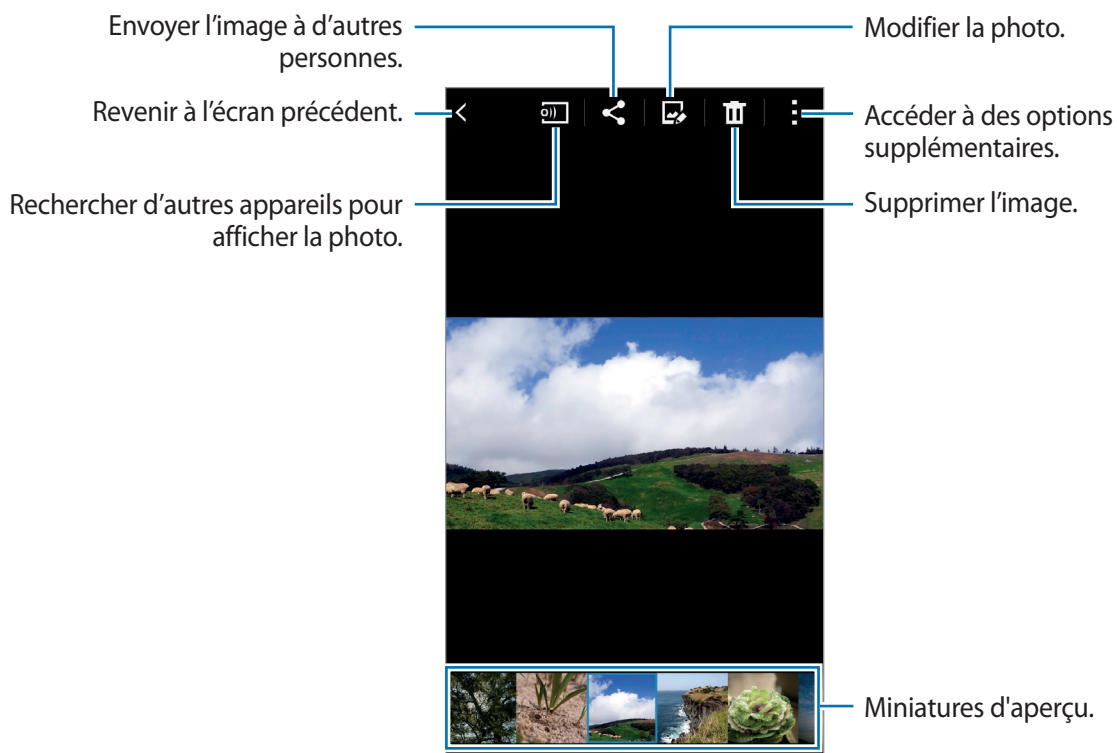 Envoyer l’image à d’autres
personnes.
Modifier la photo.
Revenir à l’écran précédent.
Accéder à des options
supplémentaires.
Rechercher d’autres appareils pour
afficher la photo.
Supprimer l’image.
Miniatures d'aperçu.